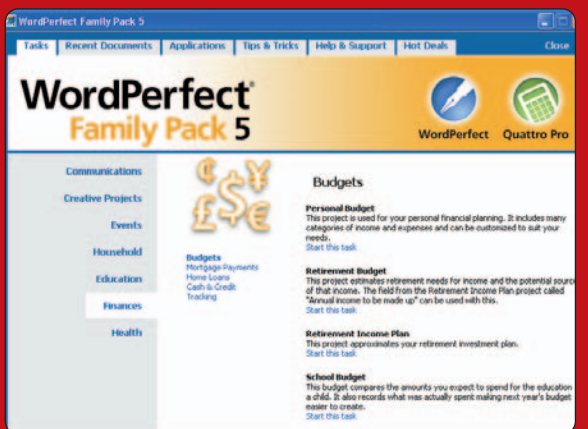 WordPerfect Family Pack 5
Tasks Recent Documents Applications Tips & Tricks Help & Support Hot Deals Close
WordPerfect®
Family Pack 5
WordPerfect Quattro Pro
Communications
Creative Projects
Events
Household
Education
Finances
Health
¢ $ ¥ £ €
Budgets
Mortgage Payments
Home Loans
Cash & Credit
Tracking
Budgets
Personal Budget
This project is used for your personal financial planning. It includes many
categories of income and expenses and can be customized to suit your
needs.
Start this task
Retirement Budget
This project estimates retirement needs for income and the potential source
of that income. The field from the Retirement Income Plan project called
"Annual income to be made up" can be used with this.
Start this task
Retirement Income Plan
This project approximates your retirement investment plan.
Start this task
School Budget
This budget compares the amounts you expect to spend for the education
a child. It also records what was actually spent making next year's budget
easier to create.
Start this task